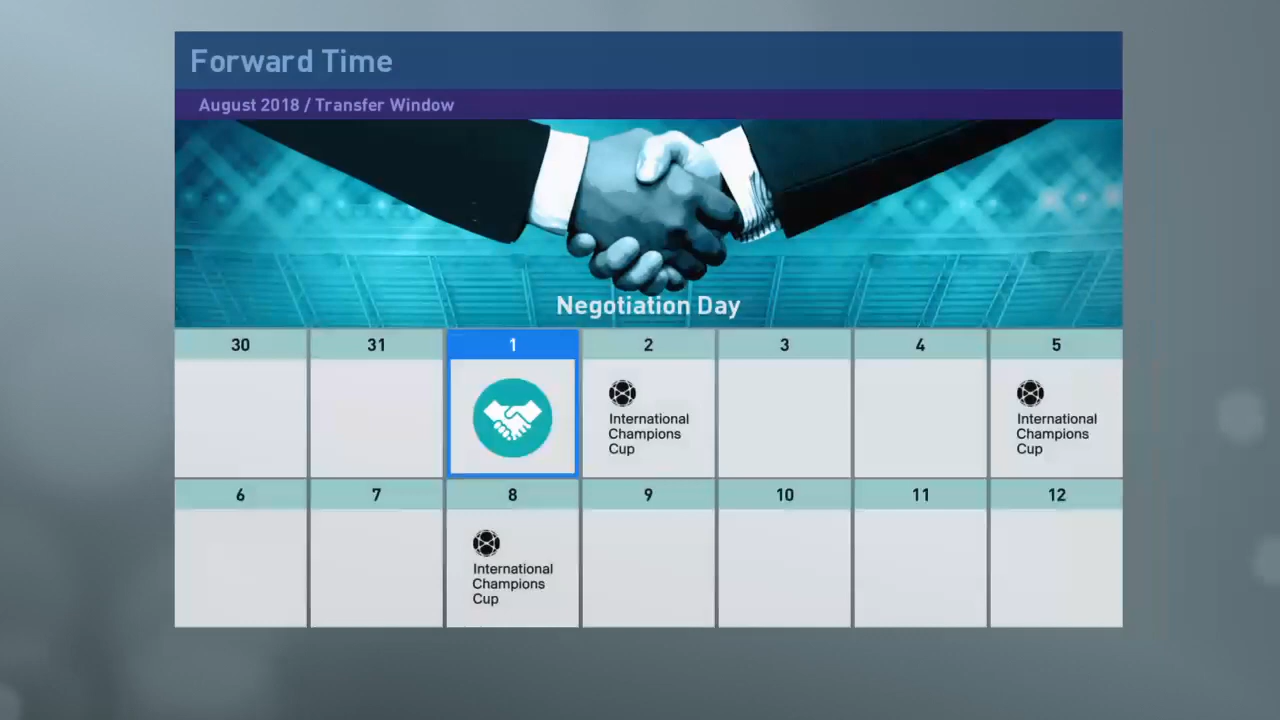 Forward Time
August 2018 / Transfer Window
Negotiation Day
30 31 1 2 3 4 5
International
Champions
Cup
International
Champions
Cup
6 7 8 9 10 11 12
International
Champions
Cup